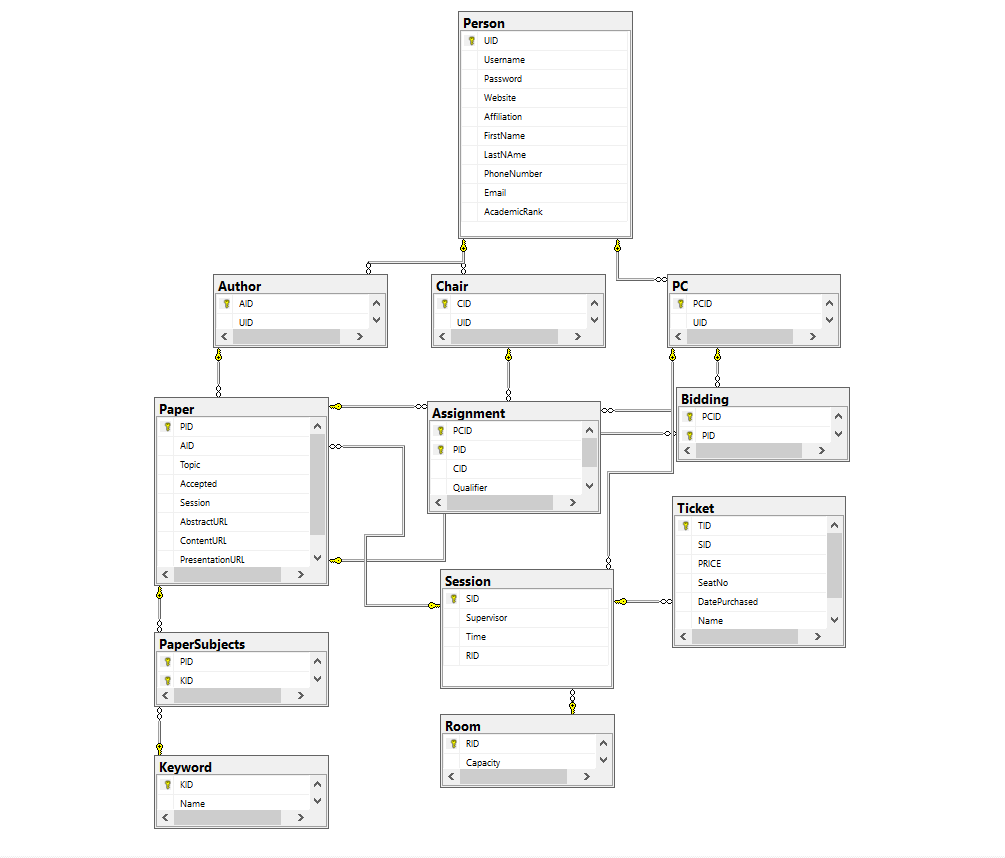 Person
UID
Username
Password
Website
Affiliation
FirstName
LastNAme
PhoneNumber
Email
AcademicRank
Author
AID
UID
Chair
CID
UID
PC
PCID
UID
Paper
PID
AID
Topic
Accepted
Session
AbstractURL
ContentURL
PresentationURL
Assignment
PCID
PID
CID
Qualifier
Bidding
PCID
PID
Ticket
TID
SID
PRICE
SeatNo
DatePurchased
Name
Session
SID
Supervisor
Time
RID
PaperSubjects
PID
KID
Room
RID
Capacity
Keyword
KID
Name